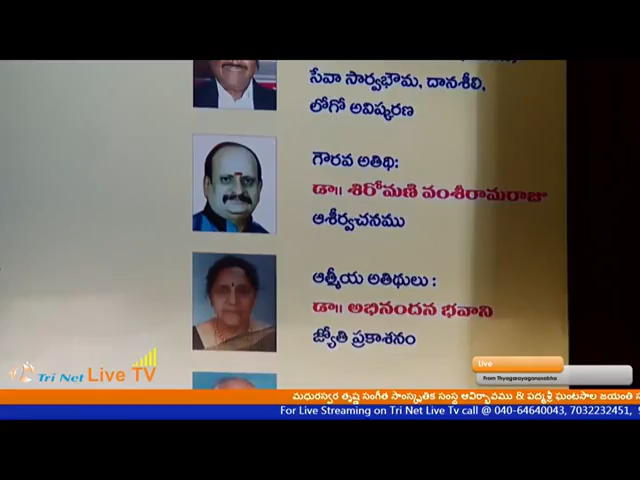 సేవా సార్వభౌమ, దానశీలి,
లోగో అవిష్కరణ
గౌరవ అతిథి:
డా॥ శిరోమణి వంశీరామరాజు
ఆశీర్వచనము
ఆత్మీయ అతిథులు :
డా॥ అభినందన భవాని
జ్యోతి ప్రకాశనం
Live
From Thyagarayaganasabha
Tri Net Live TV
మధురస్వర తృష్ణ సంగీత సాంస్కృతిక సంస్థ ఆవిర్భావము & పద్మశ్రీ ఘంటసాల జయంతి
For Live Streaming on Tri Net Live Tv call @ 040-64640043, 7032232451,